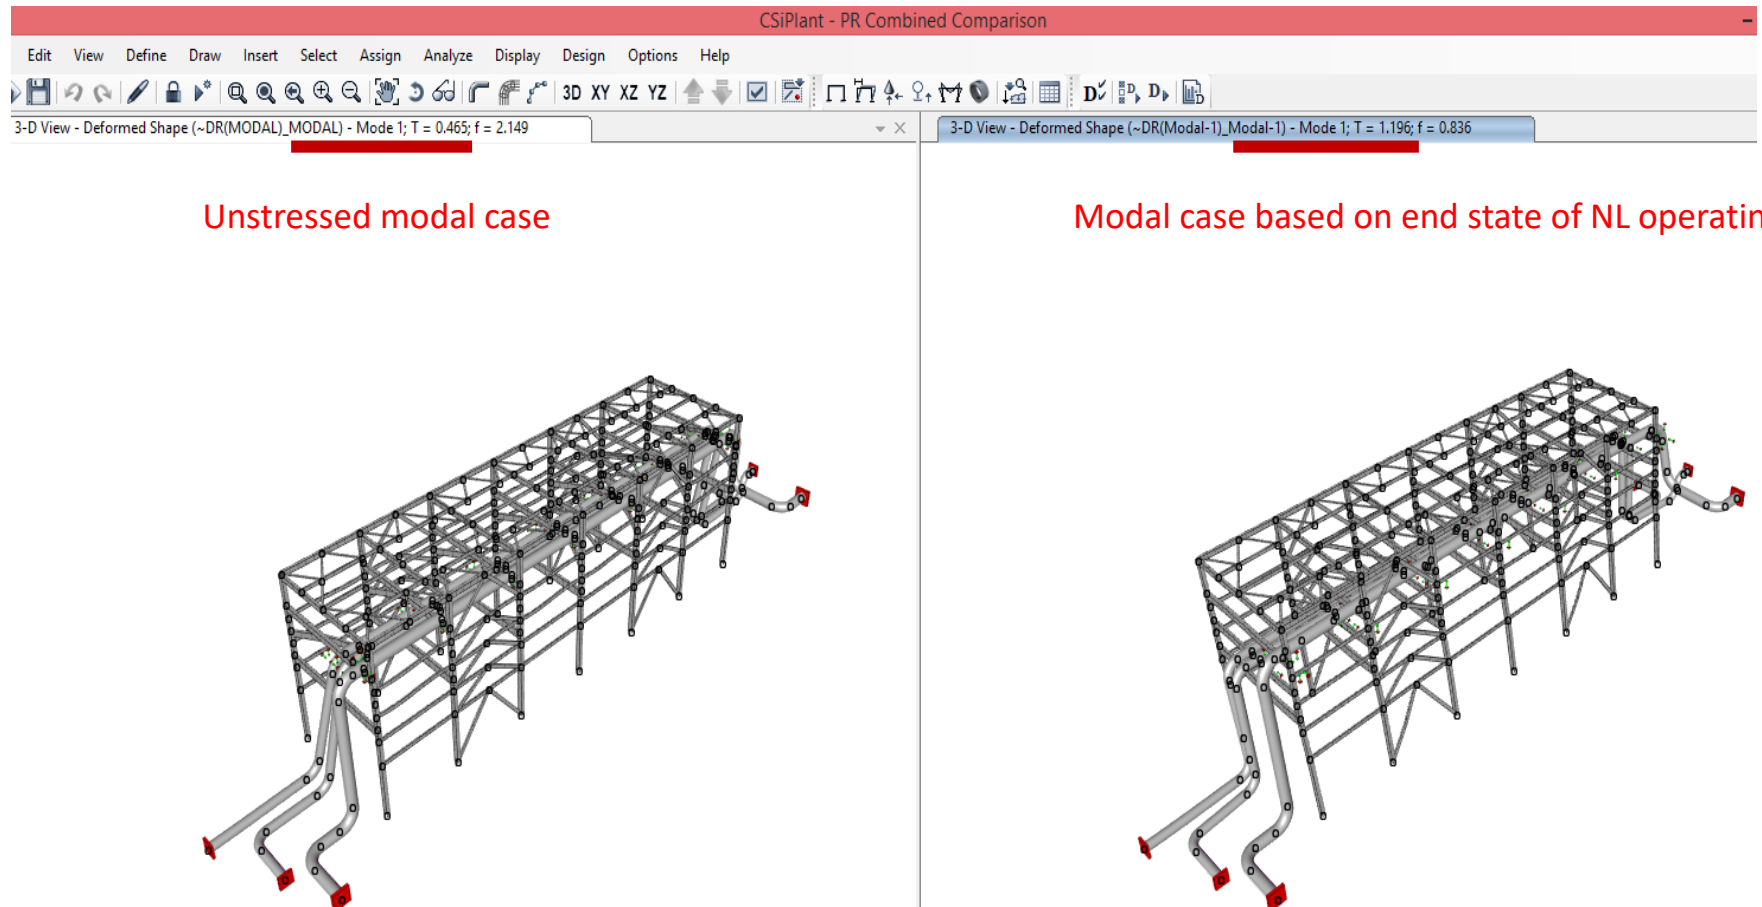 CSiPlant - PR Combined Comparison
Edit View Define Draw Insert Select Assign Analyze Display Design Options Help
3D XY XZ YZ
3-D View - Deformed Shape (~DR(MODAL)_MODAL) - Mode 1; T = 0.465; f = 2.149
3-D View - Deformed Shape (~DR(Modal-1)_Modal-1) - Mode 1; T = 1.196; f = 0.836
Unstressed modal case
Modal case based on end state of NL operatin